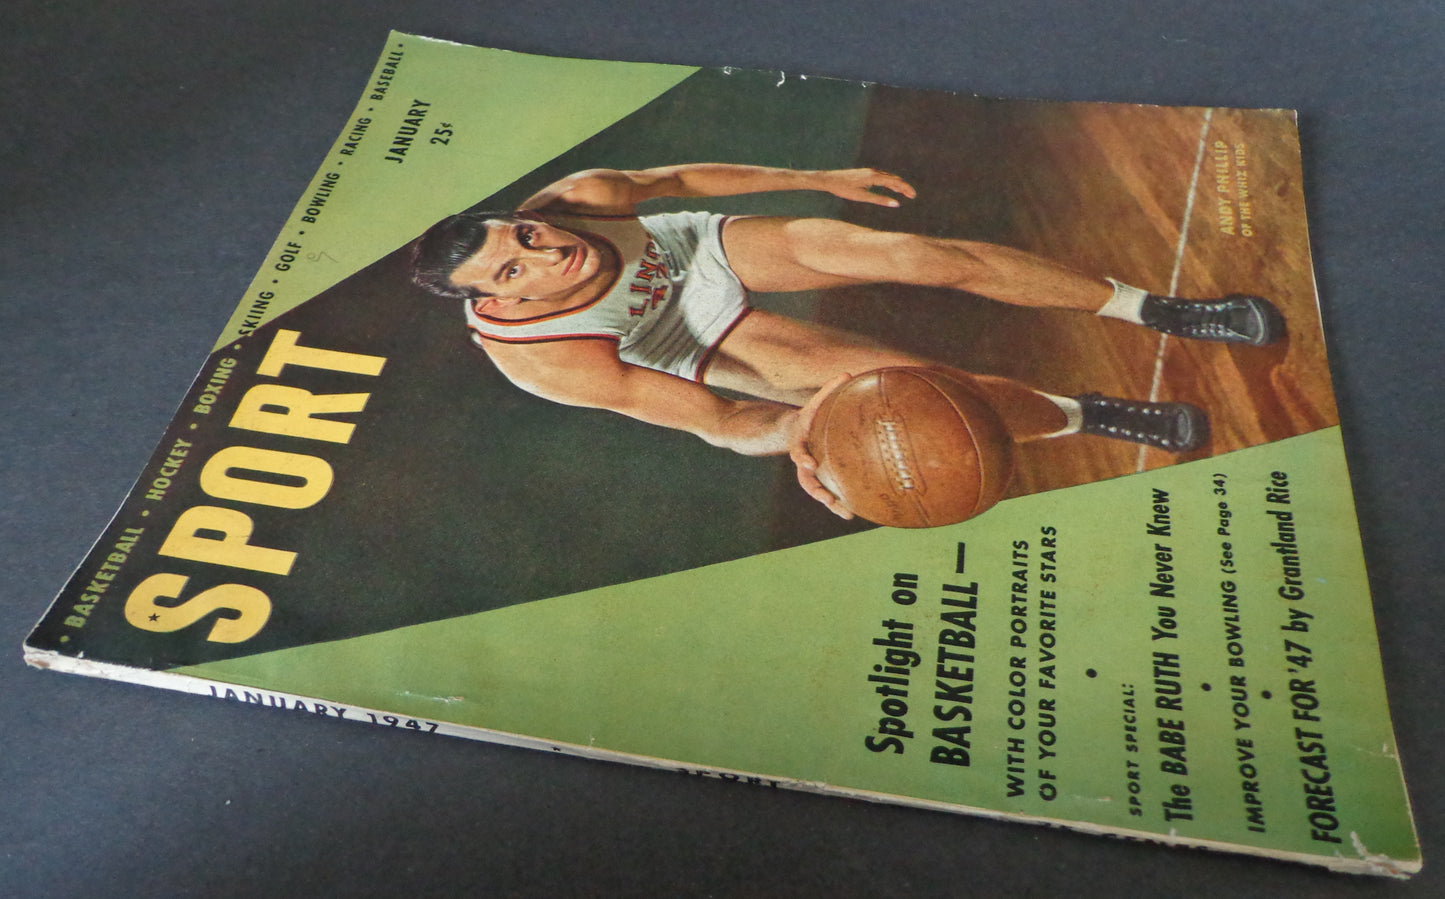 • BASKETBALL • HOCKEY • BOXING • SKIING • GOLF • BOWLING • RACING • BASEBALL •
SPORT
JANUARY
25¢
LINO
ANDY PHILLIP
OF THE WHIZ KIDS
Spotlight on
BASKETBALL—
WITH COLOR PORTRAITS
OF YOUR FAVORITE STARS
•
SPORT SPECIAL:
The BABE RUTH You Never Knew
•
IMPROVE YOUR BOWLING (See Page 34)
•
FORECAST FOR '47 by Grantland Rice
JANUARY 1947 * SPORT